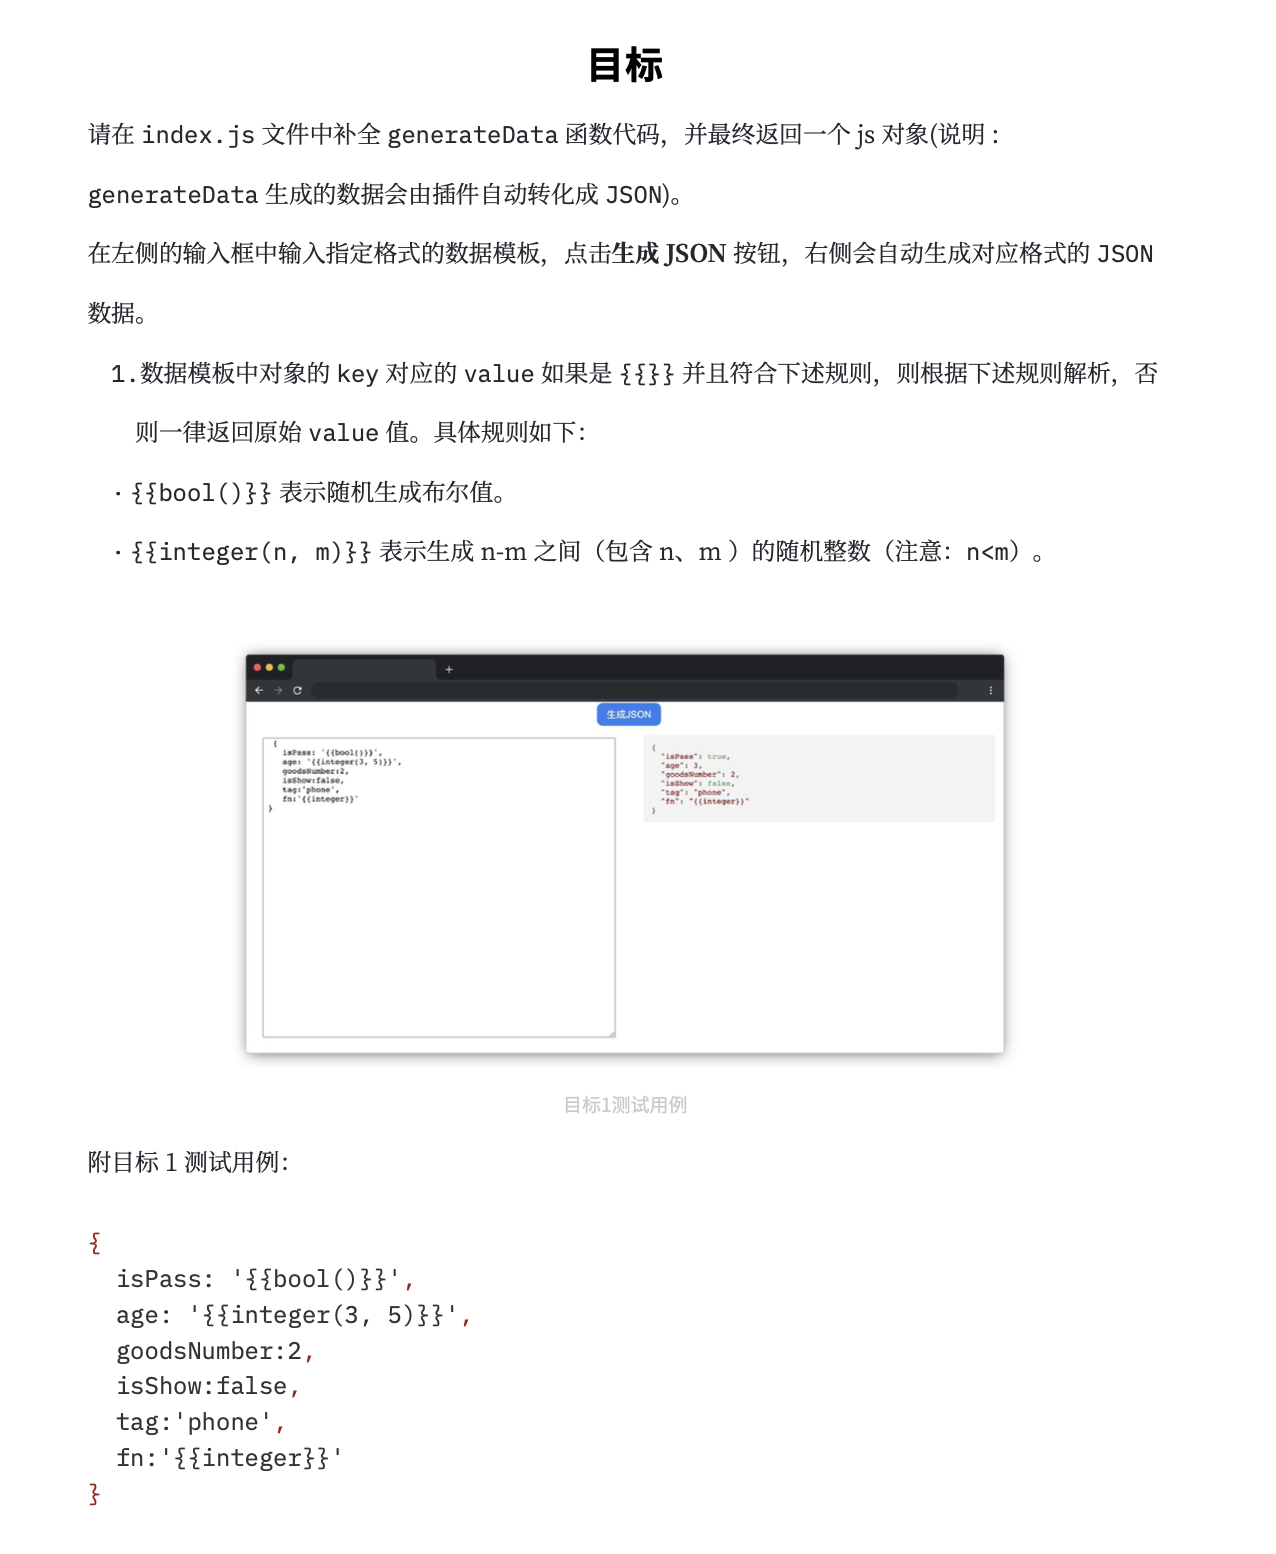 目标
请在 index.js 文件中补全 generateData 函数代码，并最终返回一个 js 对象(说明：
generateData 生成的数据会由插件自动转化成 JSON)。
在左侧的输入框中输入指定格式的数据模板，点击生成 JSON 按钮，右侧会自动生成对应格式的 JSON
数据。
1.数据模板中对象的 key 对应的 value 如果是 {{}} 并且符合下述规则，则根据下述规则解析，否
则一律返回原始 value 值。具体规则如下：
· {{bool()}} 表示随机生成布尔值。
· {{integer(n, m)}} 表示生成 n-m 之间（包含 n、m ）的随机整数（注意：n<m）。
生成JSON
{
isPass: '{{bool()}}',
age: '{{integer(3, 5)}}',
goodsNumber:2,
isShow:false,
tag:'phone',
fn:'{{integer}}'
}
{
"isPass": true,
"age": 3,
"goodsNumber": 2,
"isShow": false,
"tag": "phone",
"fn": "{{integer}}"
}
目标1测试用例
附目标 1 测试用例：
{
isPass: '{{bool()}}',
age: '{{integer(3, 5)}}',
goodsNumber:2,
isShow:false,
tag:'phone',
fn:'{{integer}}'
}